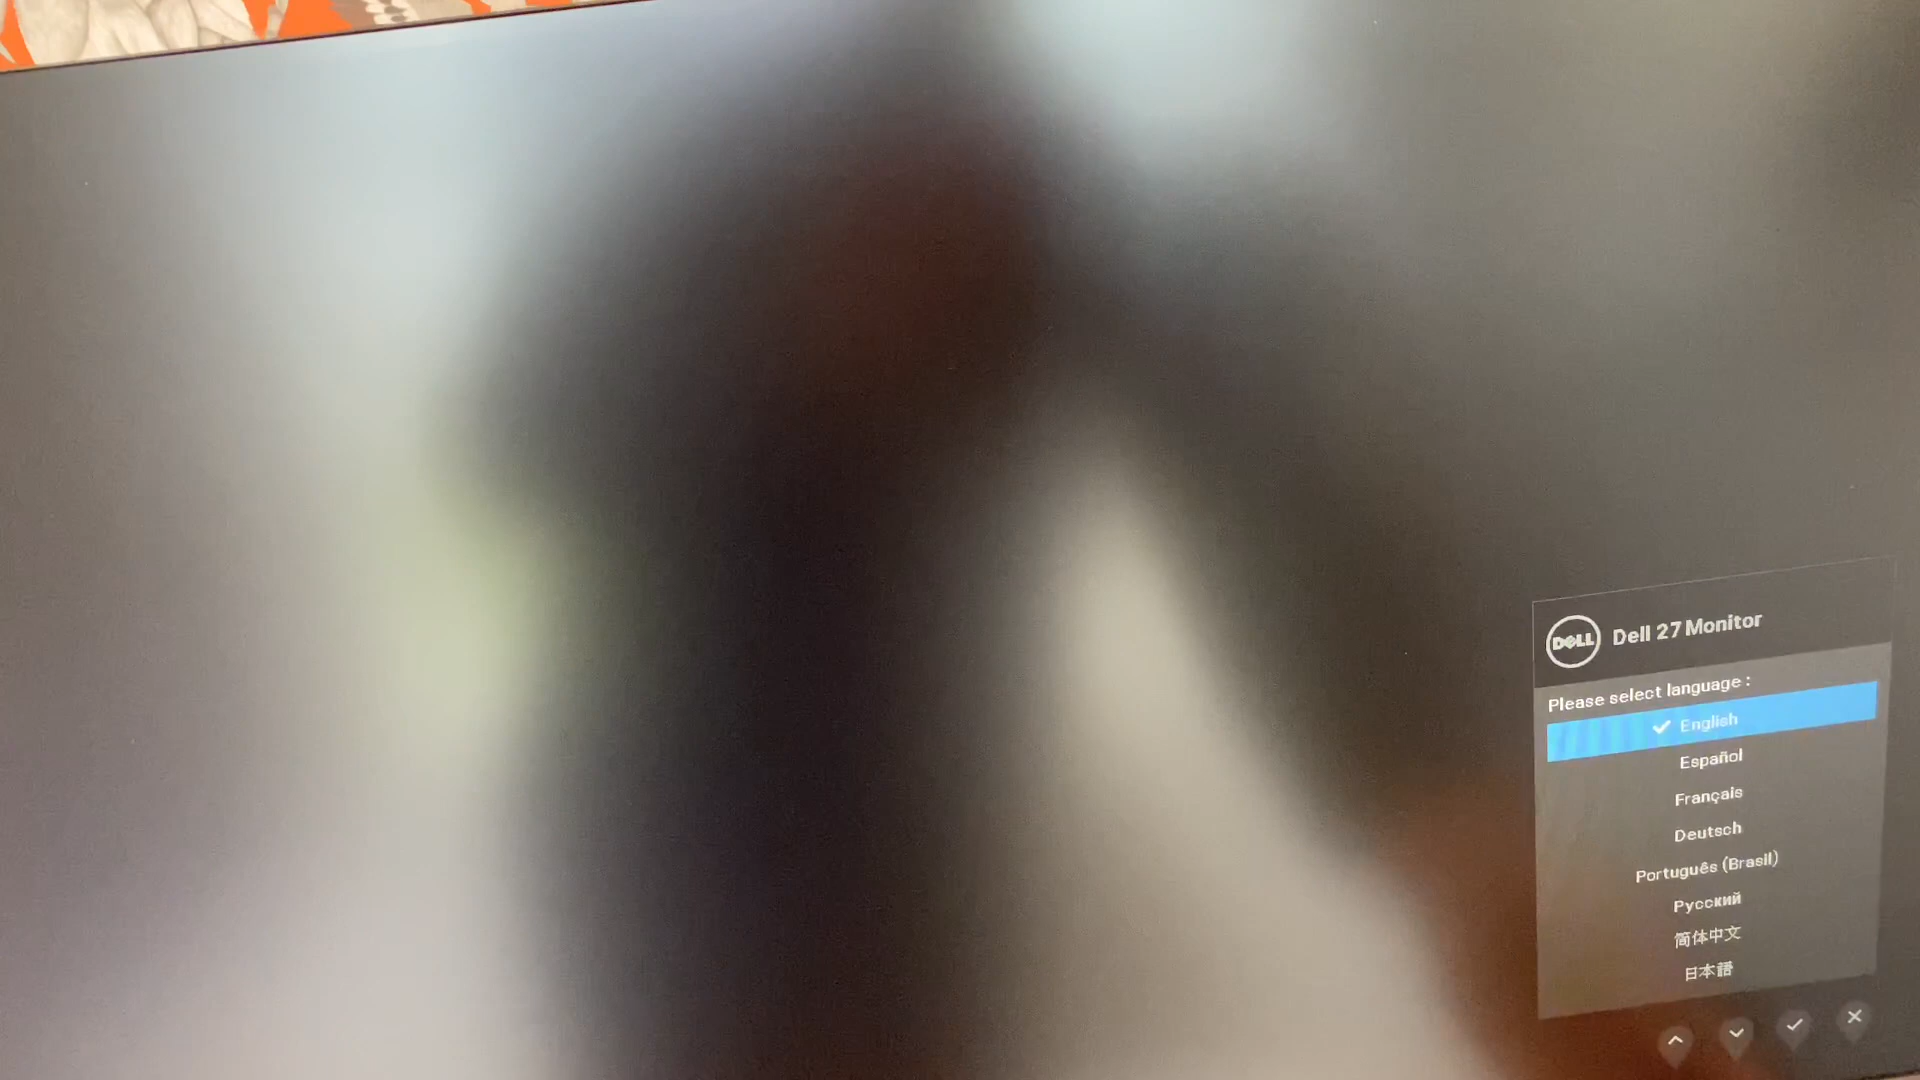 DELL Dell 27 Monitor
Please select language :
English
Español
Français
Deutsch
Português (Brasil)
Русский
简体中文
日本語